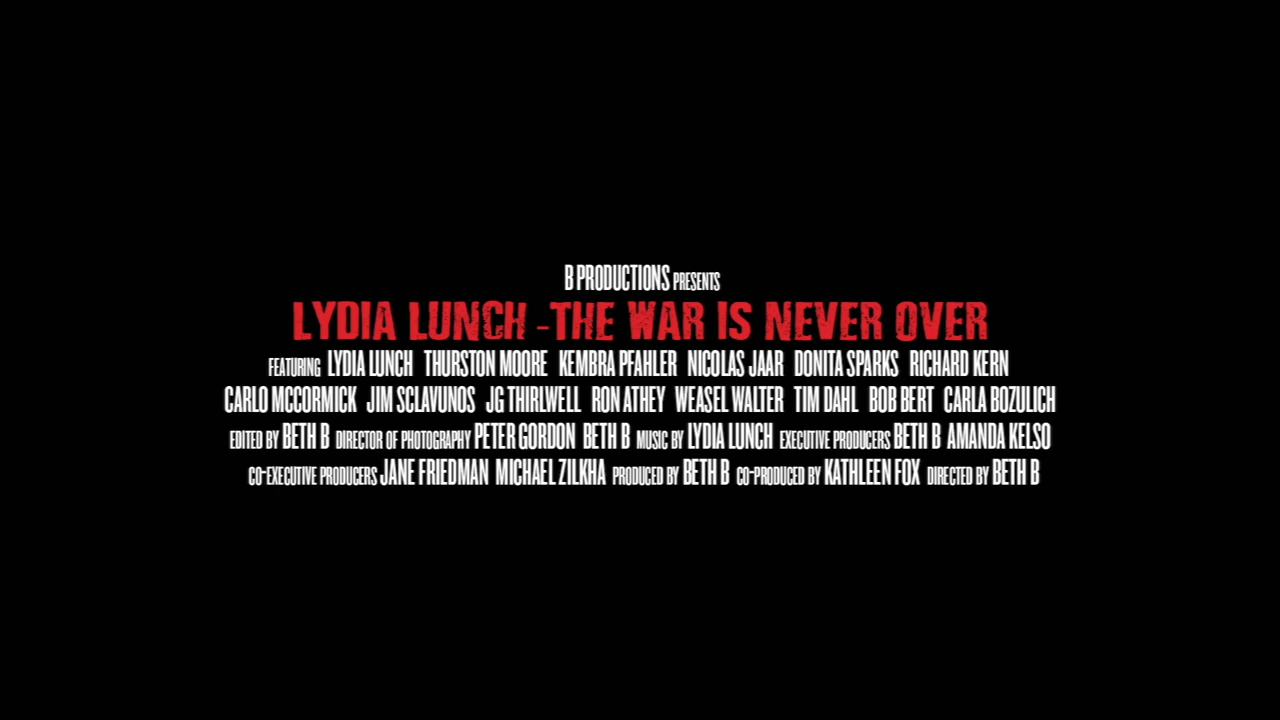 B PRODUCTIONS PRESENTS
LYDIA LUNCH -THE WAR IS NEVER OVER
FEATURING LYDIA LUNCH THURSTON MOORE KEMBRA PFAHLER NICOLAS JAAR DONITA SPARKS RICHARD KERN
CARLO MCCORMICK JIM SCLAVUNOS JG THIRLWELL RON ATHEY WEASEL WALTER TIM DAHL BOB BERT CARLA BOZULICH
EDITED BY BETH B DIRECTOR OF PHOTOGRAPHY PETER GORDON BETH B MUSIC BY LYDIA LUNCH EXECUTIVE PRODUCERS BETH B AMANDA KELSO
CO-EXECUTIVE PRODUCERS JANE FRIEDMAN MICHAEL ZILKHA PRODUCED BY BETH B CO-PRODUCED BY KATHLEEN FOX DIRECTED BY BETH B